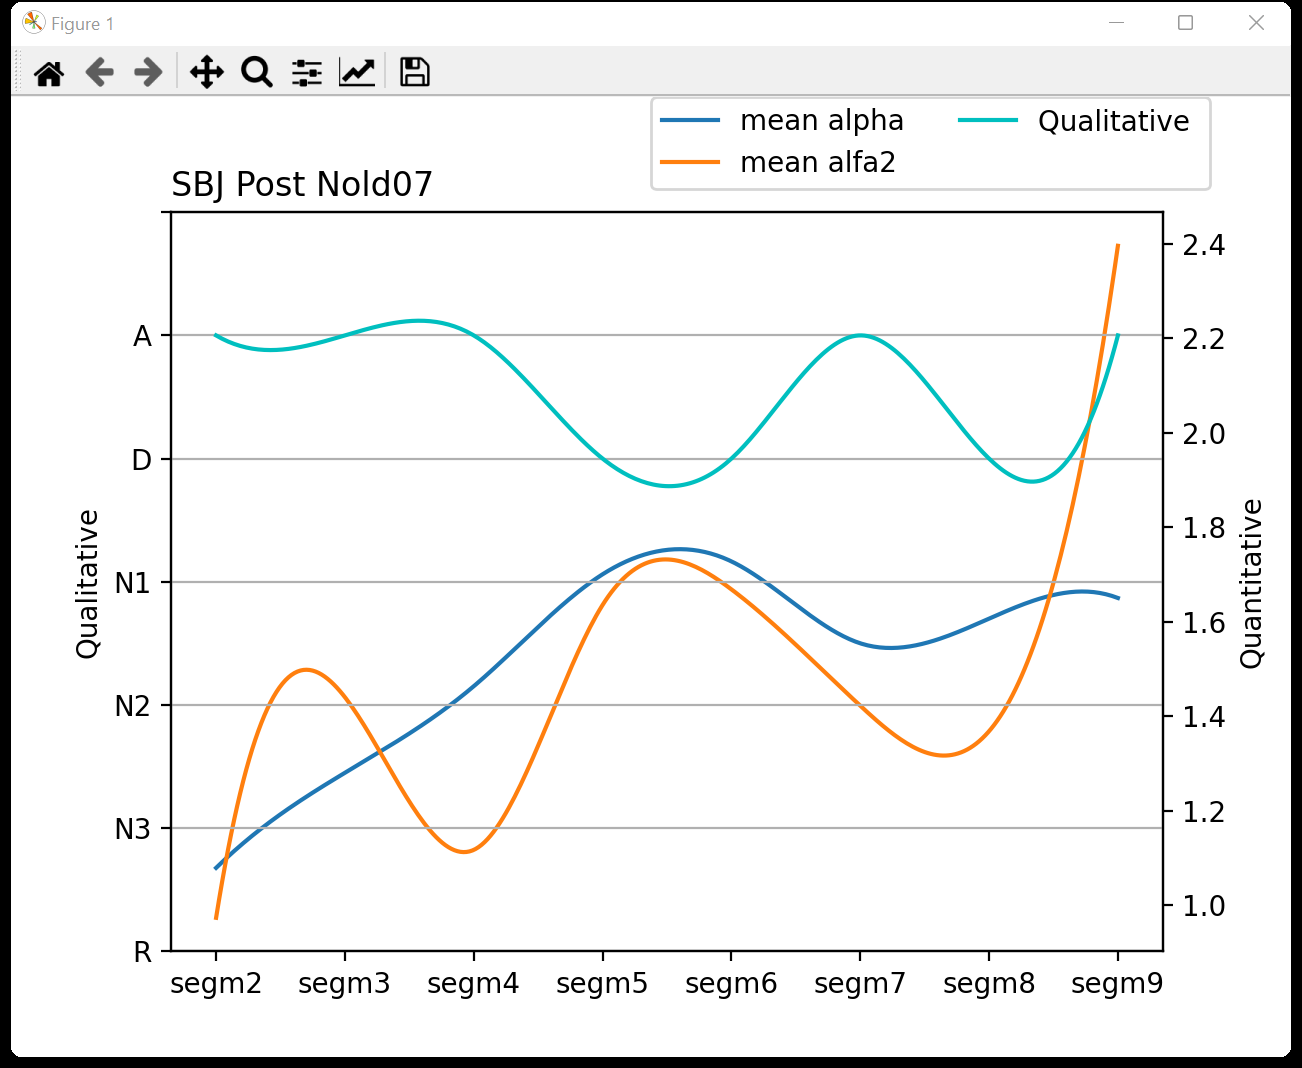 Figure 1
mean alpha
mean alfa2
Qualitative
SBJ Post Nold07
A
D
N1
N2
N3
R
Qualitative
2.4
2.2
2.0
1.8
1.6
1.4
1.2
1.0
Quantitative
segm2 segm3 segm4 segm5 segm6 segm7 segm8 segm9